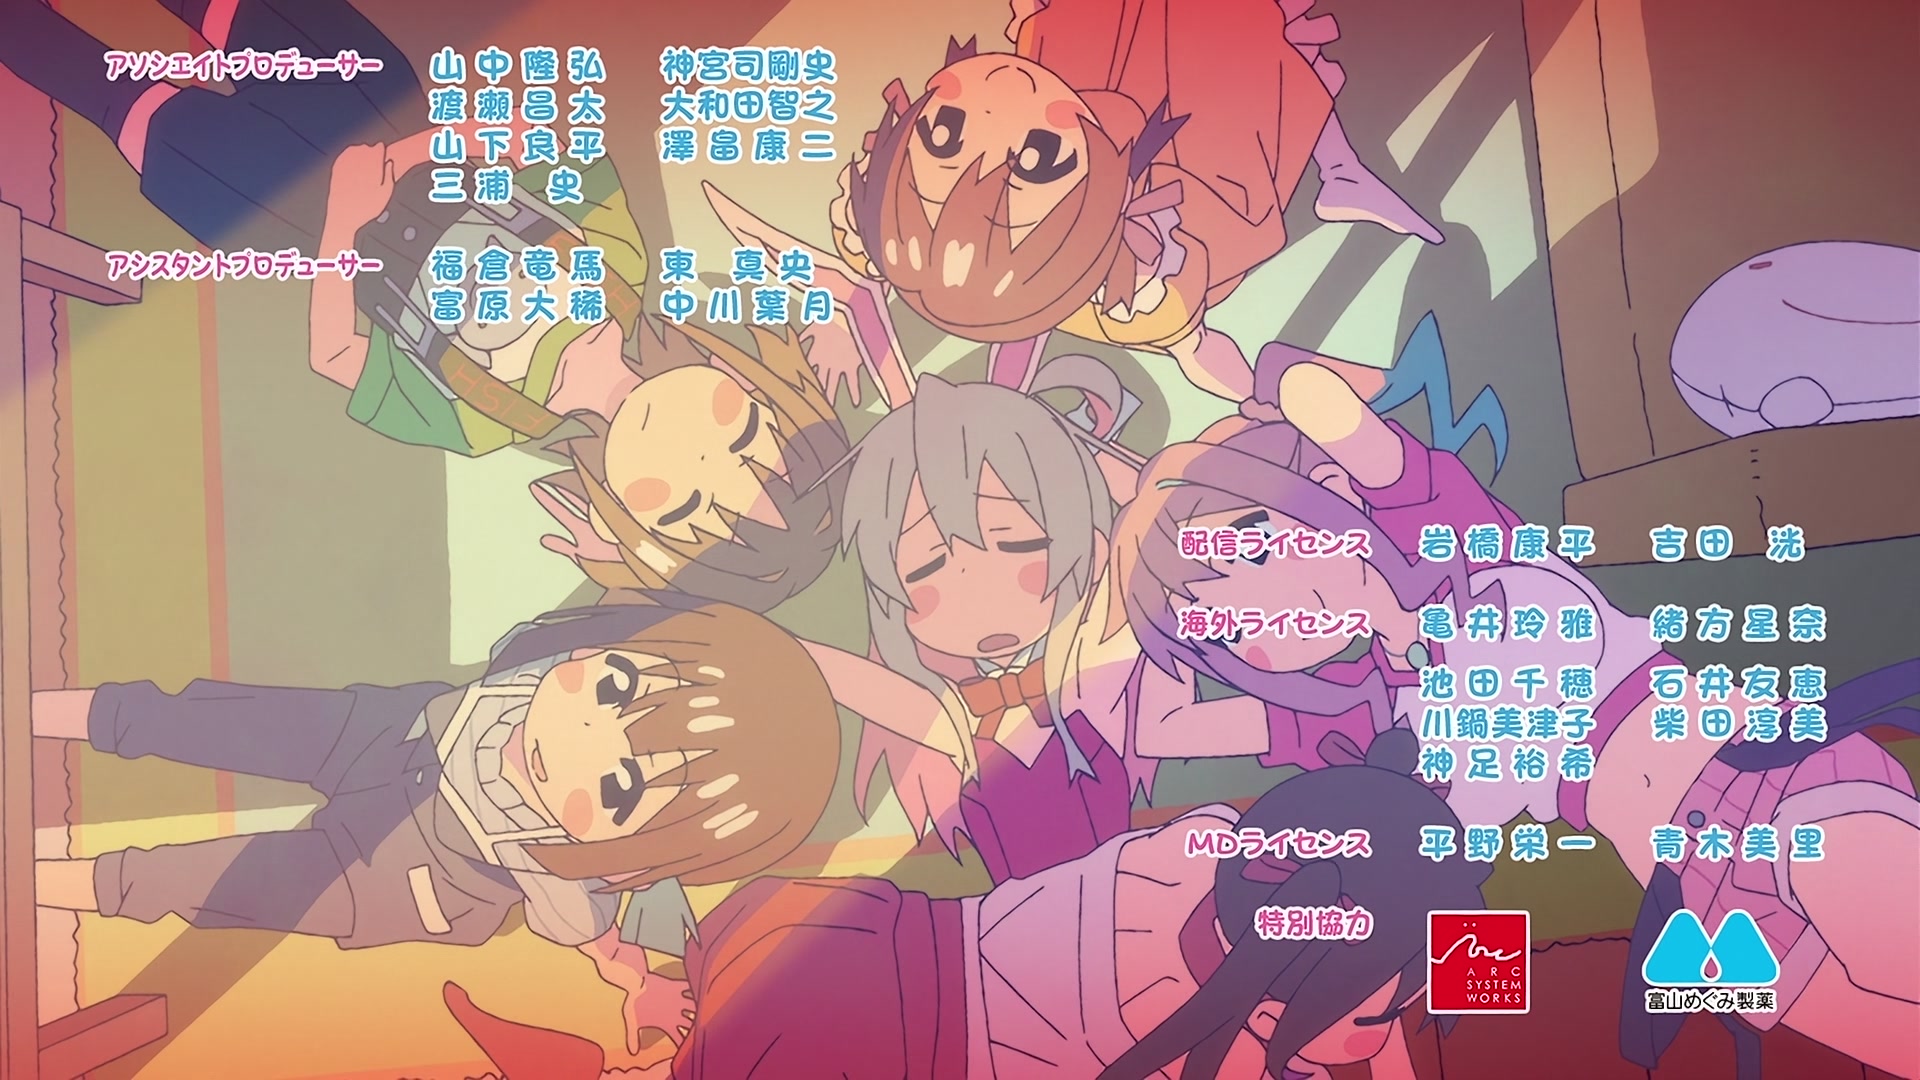 アソシエイトプロデューサー 山中隆弘 神宮司剛史
渡瀬昌太 大和田智之
山下良平 澤畠康二
三浦 史
アシスタントプロデューサー 福倉竜馬 東 真央
富原大稀 中川葉月
FISH
配信ライセンス 岩橋康平 吉田 洸
海外ライセンス 亀井玲雅 緒方星奈
池田千穂 石井友恵
川鍋美津子 柴田淳美
神足裕希
MDライセンス 平野栄一 青木美里
特別協力
ARC
SYSTEM
WORKS
富山めぐみ製薬